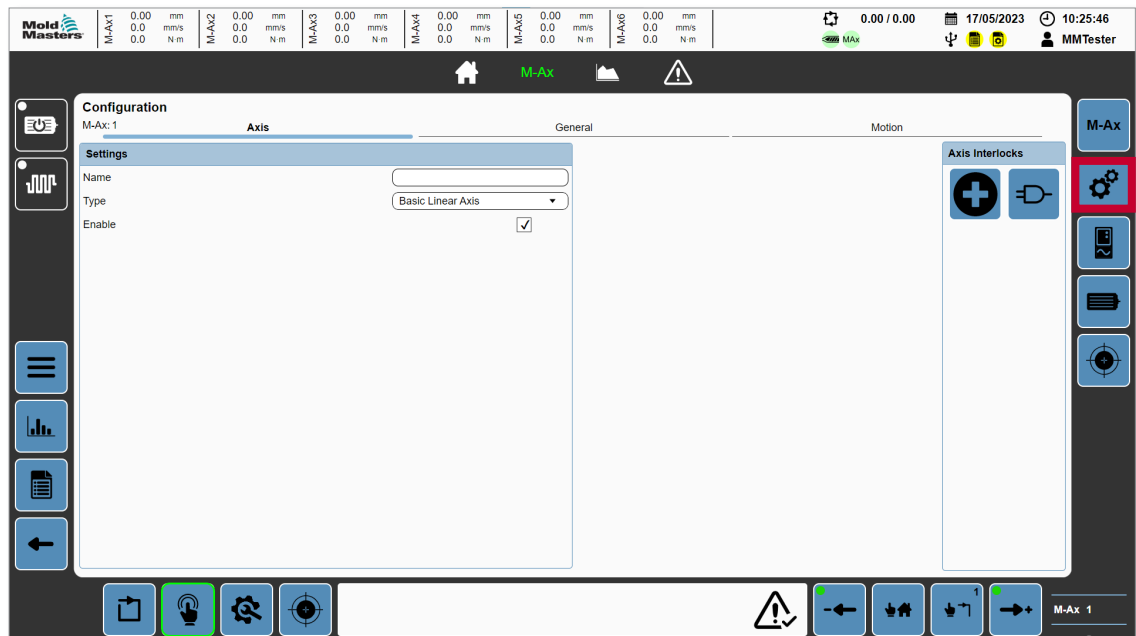 Mold
Masters
M-Ax1 0.00 mm
0.0 mm/s
0.0 N·m
M-Ax2 0.00 mm
0.0 mm/s
0.0 N·m
M-Ax3 0.00 mm
0.0 mm/s
0.0 N·m
M-Ax4 0.00 mm
0.0 mm/s
0.0 N·m
M-Ax5 0.00 mm
0.0 mm/s
0.0 N·m
M-Ax6 0.00 mm
0.0 mm/s
0.0 N·m
0.00 / 0.00
17/05/2023
10:25:46
MAx
MMTester
M-Ax
Configuration
M-Ax: 1
Axis
General
Motion
M-Ax
Settings
Axis Interlocks
Name
Type Basic Linear Axis
Enable
1
M-Ax 1